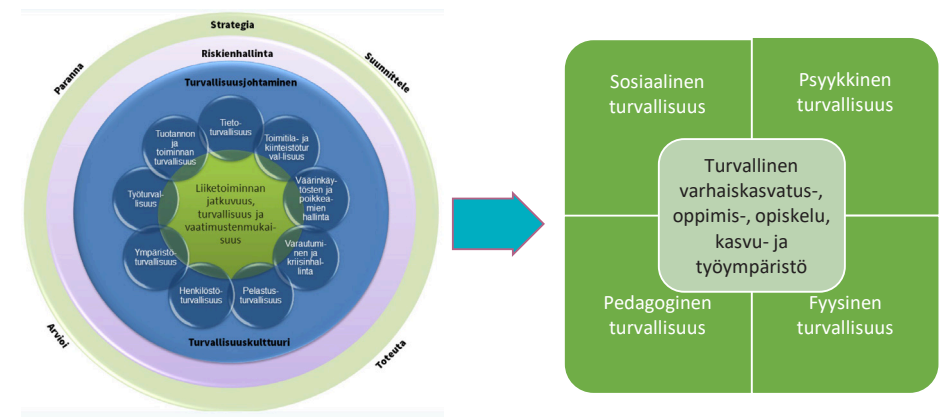 Strategia
Riskienhallinta
Turvallisuusjohtaminen
Suunnittele
Toteuta
Arvioi
Paranna
Tieto-
turvallisuus
Toimitila- ja
kiinteistötur
val-lisuus
Väärinkäy-
tösten ja
poikkea-
mien
hallinta
Varautumi-
nen ja
kriisinhal-
linta
Pelastus-
turvallisuus
Henkilöstö-
turvallisuus
Ympäristö-
turvallisuus
Työturval-
lisuus
Tuotannon
ja
toiminnan
turvallisuus
Liiketoiminnan
jatkuvuus,
turvallisuus ja
vaatimustenmukai-
suus
Turvallisuuskulttuuri
Sosiaalinen
turvallisuus
Psyykkinen
turvallisuus
Turvallinen
varhaiskasvatus-,
oppimis-, opiskelu,
kasvu- ja
työympäristö
Pedagoginen
turvallisuus
Fyysinen
turvallisuus